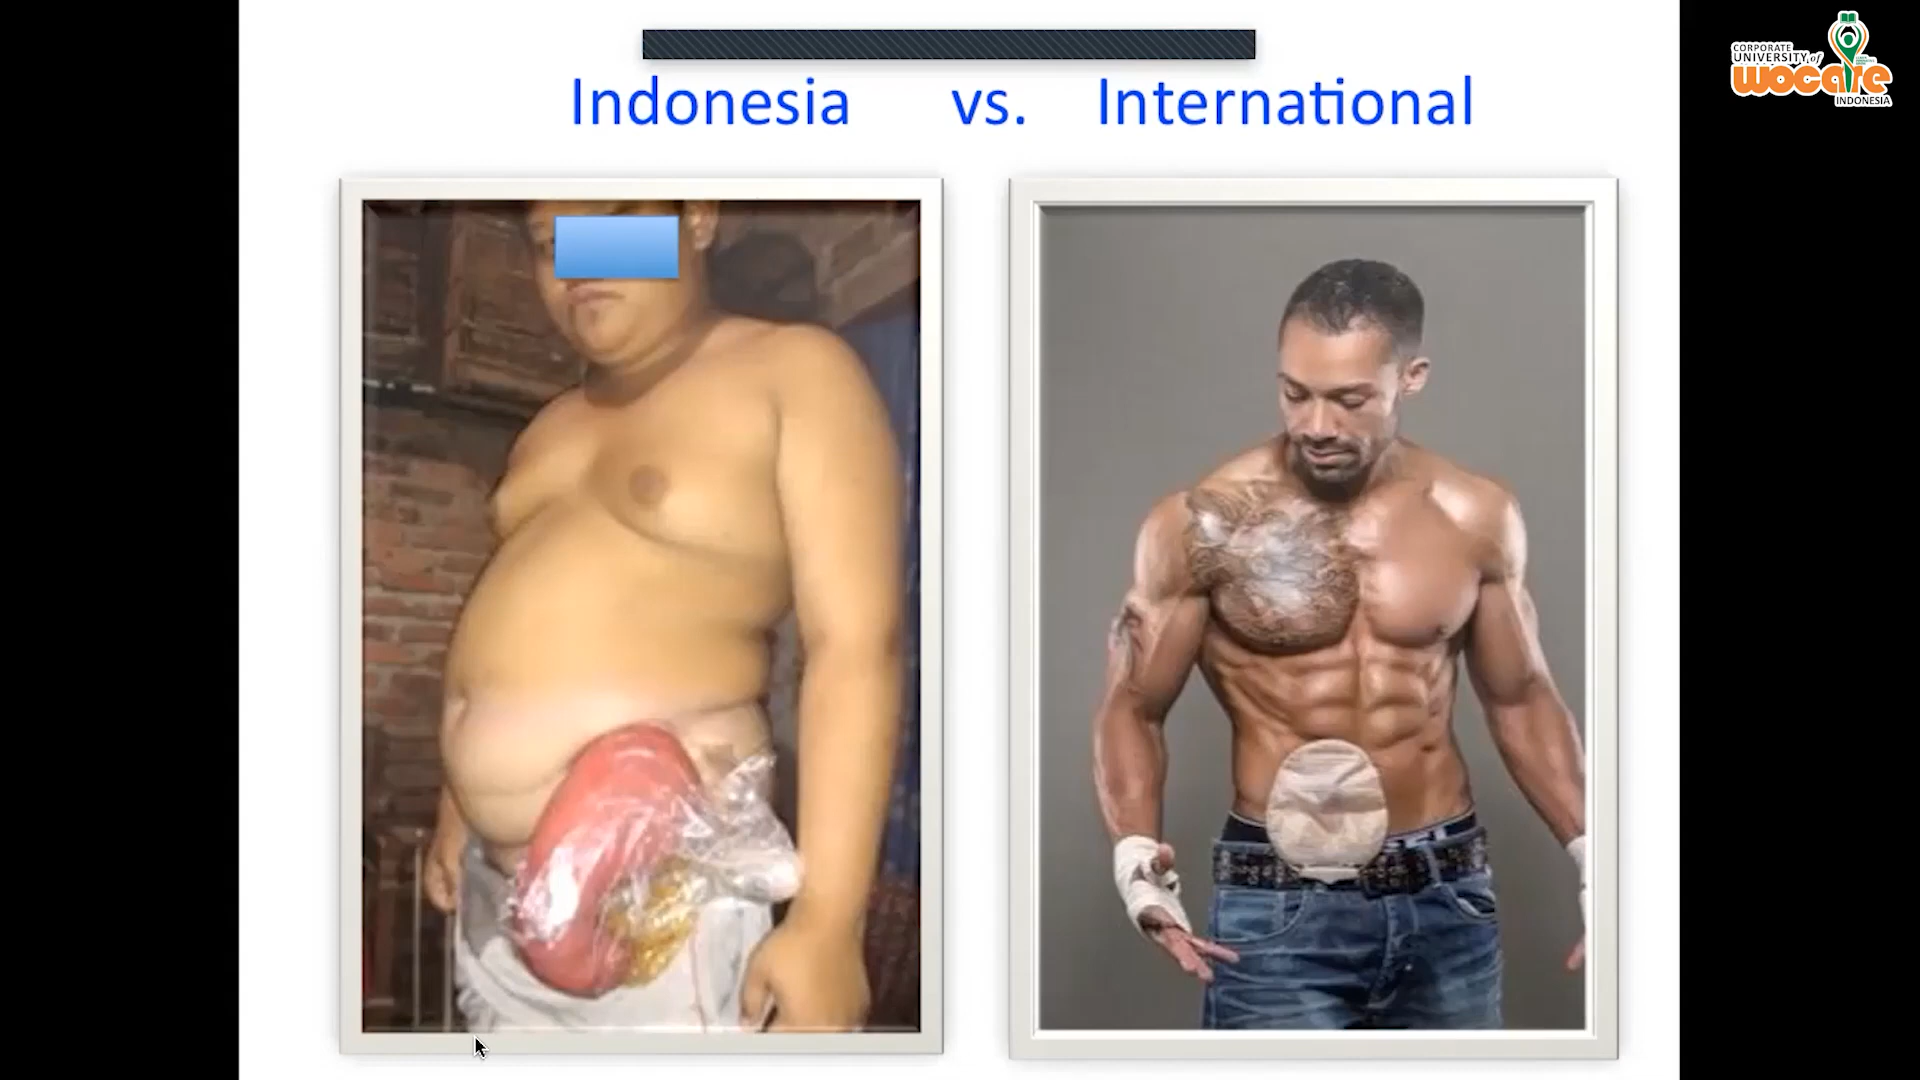 Indonesia vs. International
CORPORATE
UNIVERSITY of
wocare
INDONESIA